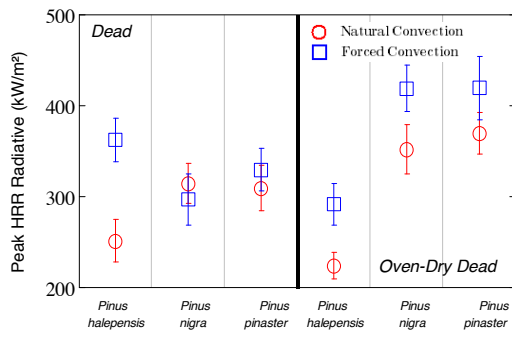 Peak HRR Radiative (kW/m²)
500
400
300
200
Dead
Natural Convection
Forced Convection
Oven-Dry Dead
Pinus halepensis
Pinus nigra
Pinus pinaster
Pinus halepensis
Pinus nigra
Pinus pinaster